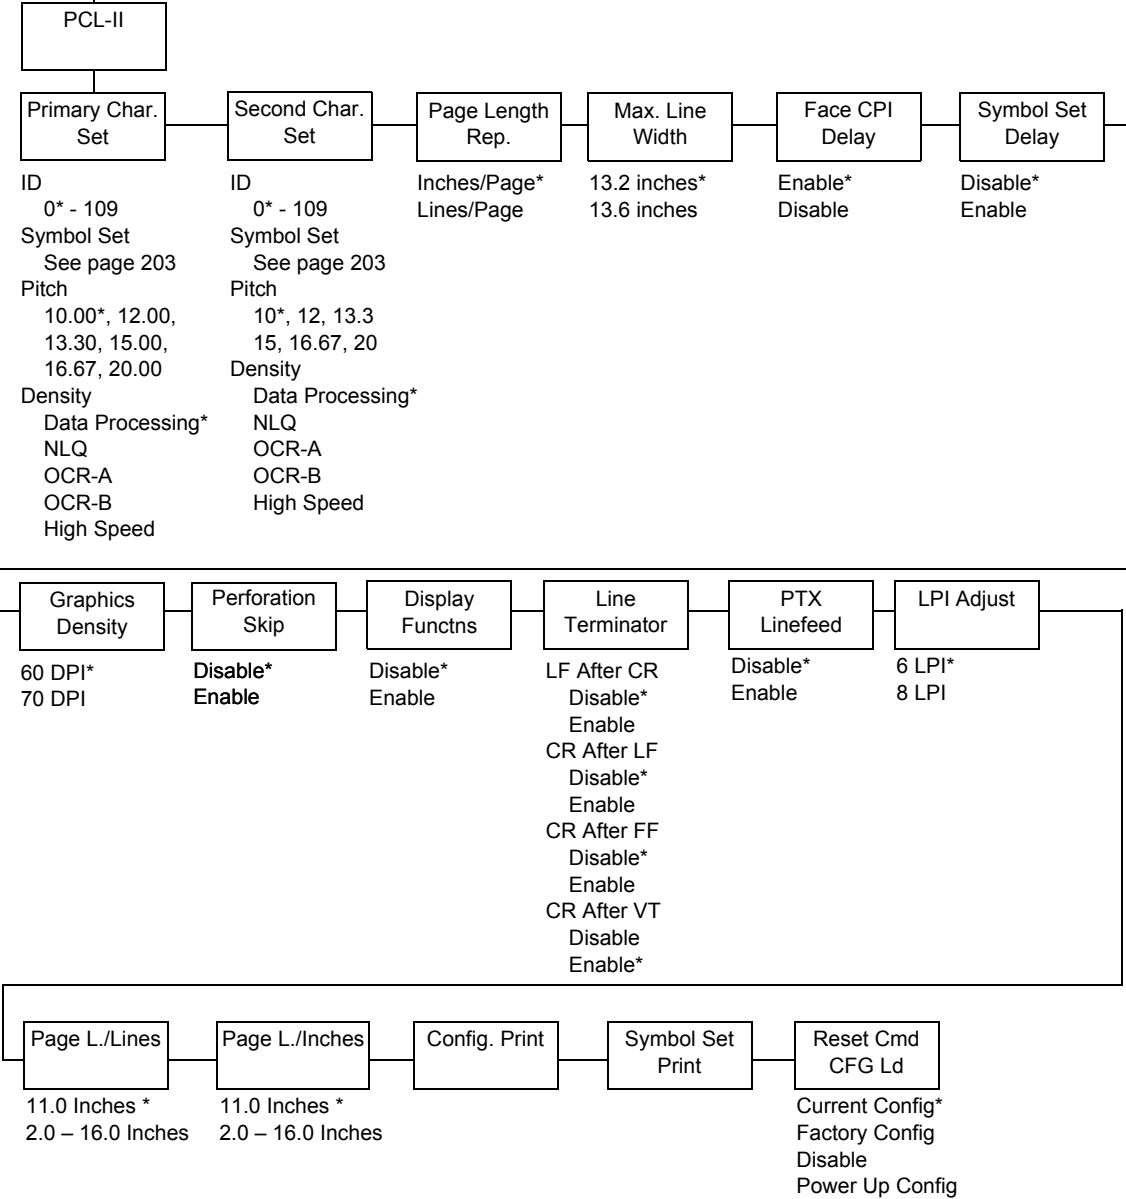 PCL-II
Primary Char.
Set
ID
0* - 109
Symbol Set
See page 203
Pitch
10.00*, 12.00,
13.30, 15.00,
16.67, 20.00
Density
Data Processing*
NLQ
OCR-A
OCR-B
High Speed
Second Char.
Set
ID
0* - 109
Symbol Set
See page 203
Pitch
10*, 12, 13.3
15, 16.67, 20
Density
Data Processing*
NLQ
OCR-A
OCR-B
High Speed
Page Length
Rep.
Inches/Page*
Lines/Page
Max. Line
Width
13.2 inches*
13.6 inches
Face CPI
Delay
Enable*
Disable
Symbol Set
Delay
Disable*
Enable
Graphics
Density
60 DPI*
70 DPI
Perforation
Skip
Disable*
Enable
Display
Functns
Disable*
Enable
Line
Terminator
LF After CR
Disable*
Enable
CR After LF
Disable*
Enable
CR After FF
Disable*
Enable
CR After VT
Disable
Enable*
PTX
Linefeed
Disable*
Enable
LPI Adjust
6 LPI*
8 LPI
Page L./Lines
11.0 Inches *
2.0 – 16.0 Inches
Page L./Inches
11.0 Inches *
2.0 – 16.0 Inches
Config. Print
Symbol Set
Print
Reset Cmd
CFG Ld
Current Config*
Factory Config
Disable
Power Up Config